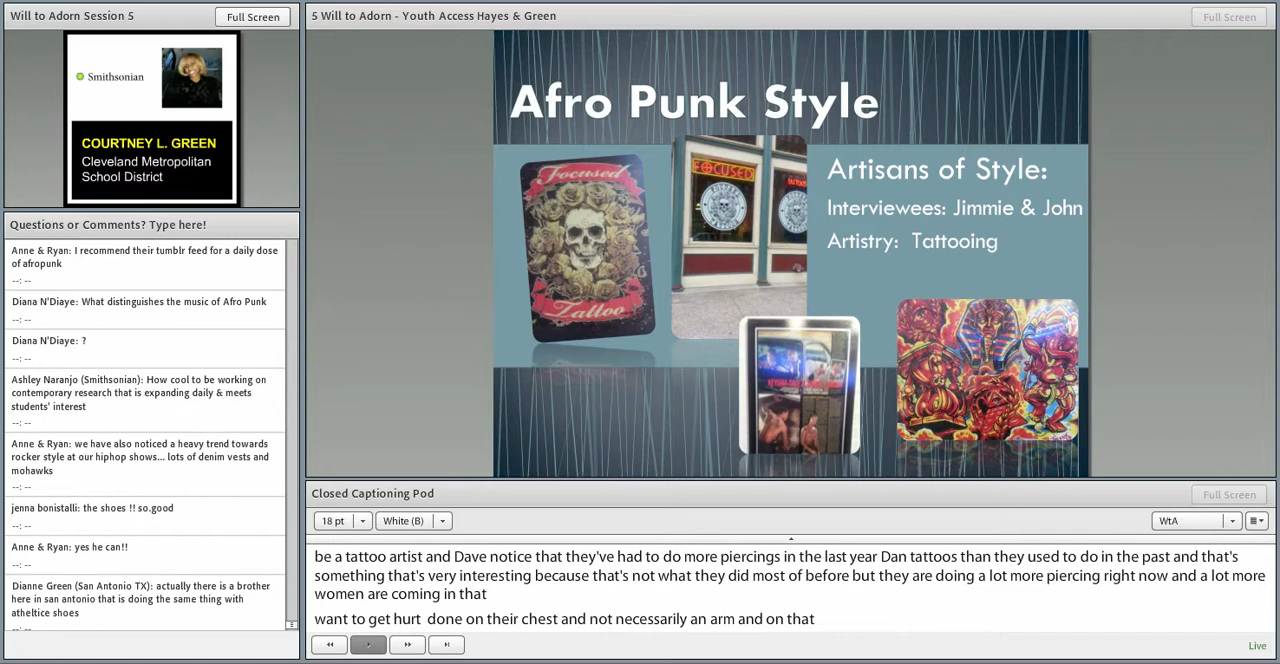 Will to Adorn Session 5
Full Screen
Smithsonian
COURTNEY L. GREEN
Cleveland Metropolitan
School District
Questions or Comments? Type here!
Anne & Ryan: I recommend their tumblr feed for a daily dose
of afropunk
--: --
Diana N'Diaye: What distinguishes the music of Afro Punk
--: --
Diana N'Diaye: ?
--: --
Ashley Naranjo (Smithsonian): How cool to be working on
contemporary research that is expanding daily & meets
students' interest
--: --
Anne & Ryan: we have also noticed a heavy trend towards
rocker style at our hiphop shows... lots of denim vests and
mohawks
--: --
jenna bonistalli: the shoes !! so.good
--: --
Anne & Ryan: yes he can!!
--: --
Dianne Green (San Antonio TX): actually there is a brother
here in san antonio that is doing the same thing with
atheltice shoes
5 Will to Adorn - Youth Access Hayes & Green
Full Screen
Afro Punk Style
Focused
Tattoo
FOCUSED
TATTOO
Artisans of Style:
Interviewees: Jimmie & John
Artistry: Tattooing
Closed Captioning Pod
Full Screen
18 pt
White (B)
WtA
be a tattoo artist and Dave notice that they've had to do more piercings in the last year Dan tattoos than they used to do in the past and that's
something that's very interesting because that's not what they did most of before but they are doing a lot more piercing right now and a lot more
women are coming in that
want to get hurt done on their chest and not necessarily an arm and on that
Live